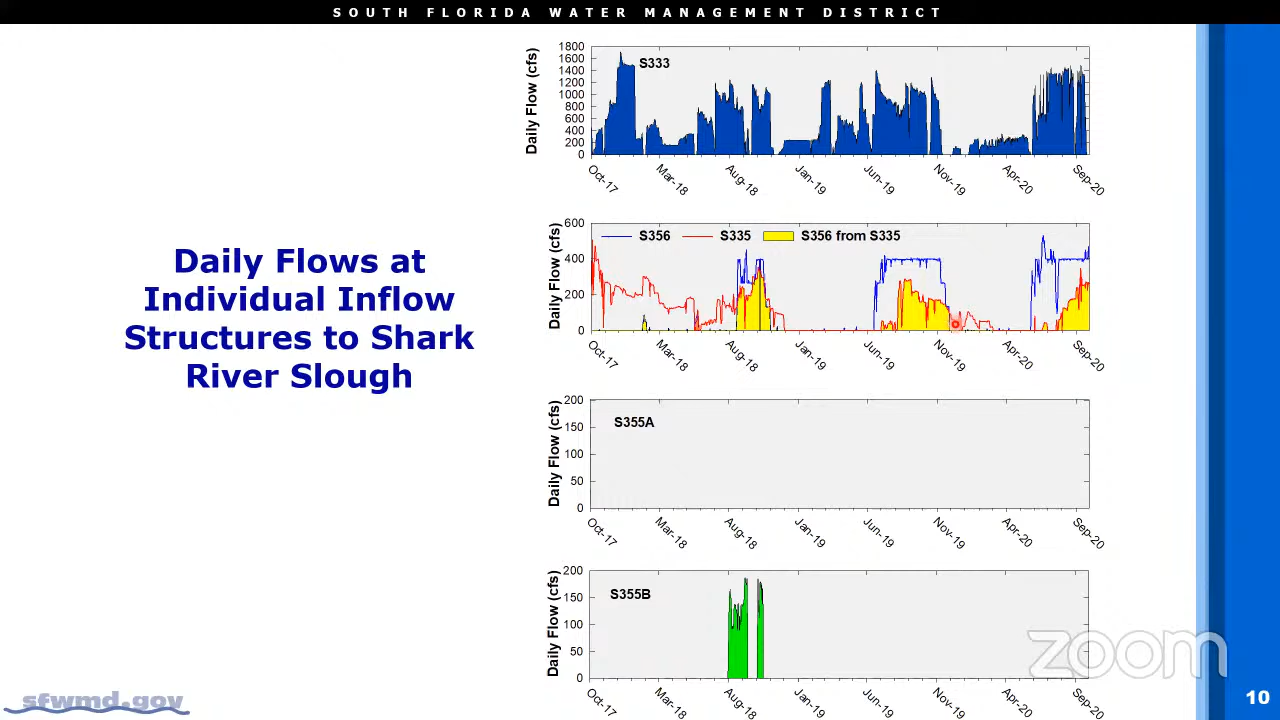 SOUTH FLORIDA WATER MANAGEMENT DISTRICT
Daily Flows at
Individual Inflow
Structures to Shark
River Slough
Daily Flow (cfs)
1800
1600
1400
1200
1000
800
600
400
200
0
S333
Oct-17 Mar-18 Aug-18 Jan-19 Jun-19 Nov-19 Apr-20 Sep-20
Daily Flow (cfs)
600
400
200
0
S356 S335 S356 from S335
Oct-17 Mar-18 Aug-18 Jan-19 Jun-19 Nov-19 Apr-20 Sep-20
Daily Flow (cfs)
200
150
100
50
0
S355A
Oct-17 Mar-18 Aug-18 Jan-19 Jun-19 Nov-19 Apr-20 Sep-20
Daily Flow (cfs)
200
150
100
50
0
S355B
Oct-17 Mar-18 Aug-18 Jan-19 Jun-19 Nov-19 Apr-20 Sep-20
zoom
sfwmd.gov
10